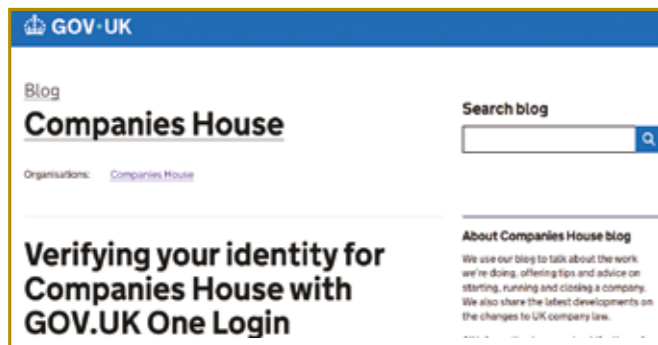 GOV·UK
Blog
Companies House
Organisations: Companies House
Verifying your identity for
Companies House with
GOV.UK One Login
Search blog
About Companies House blog
We use our blog to talk about the work
we're doing, offering tips and advice on
starting, running and closing a company.
We also share the latest developments on
the changes to UK company law.